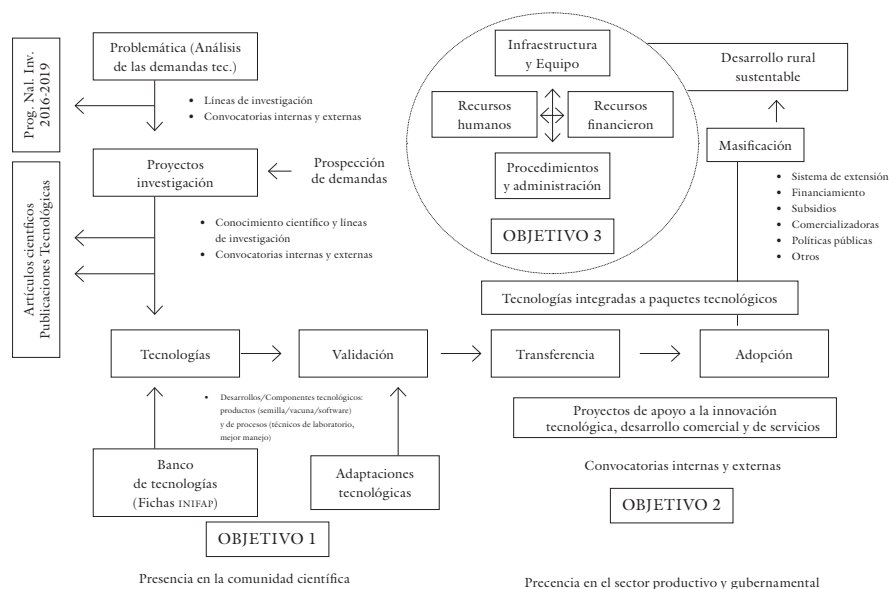 Prog. Nal. Inv.
2016-2019
Problemática (Análisis
de las demandas tec.)
• Líneas de investigación
• Convocatorias internas y externas
Artículos cientficos
Publicaciones Tecnológicas
Proyectos
investigación
Prospección
de demandas
• Conocimiento científico y líneas
de investigación
• Convocatorias internas y externas
Infraestructura
y Equipo
Recursos
humanos
Recursos
financieron
Procedimientos
y administración
OBJETIVO 3
Desarrollo rural
sustentable
Masificación
• Sistema de extensión
• Financiamiento
• Subsidios
• Comercializadoras
• Políticas públicas
• Otros
Tecnologías integradas a paquetes tecnológicos
Tecnologías
Validación
Transferencia
Adopción
• Desarrollos/Componentes tecnológicos:
productos (semilla/vacuna/software)
y de procesos (técnicos de laboratorio,
mejor manejo)
Banco
de tecnologías
(Fichas INIFAP)
Adaptaciones
tecnológicas
Proyectos de apoyo a la innovación
tecnológica, desarrollo comercial y de servicios
Convocatorias internas y externas
OBJETIVO 1
OBJETIVO 2
Presencia en la comunidad científica
Precencia en el sector productivo y gubernamental